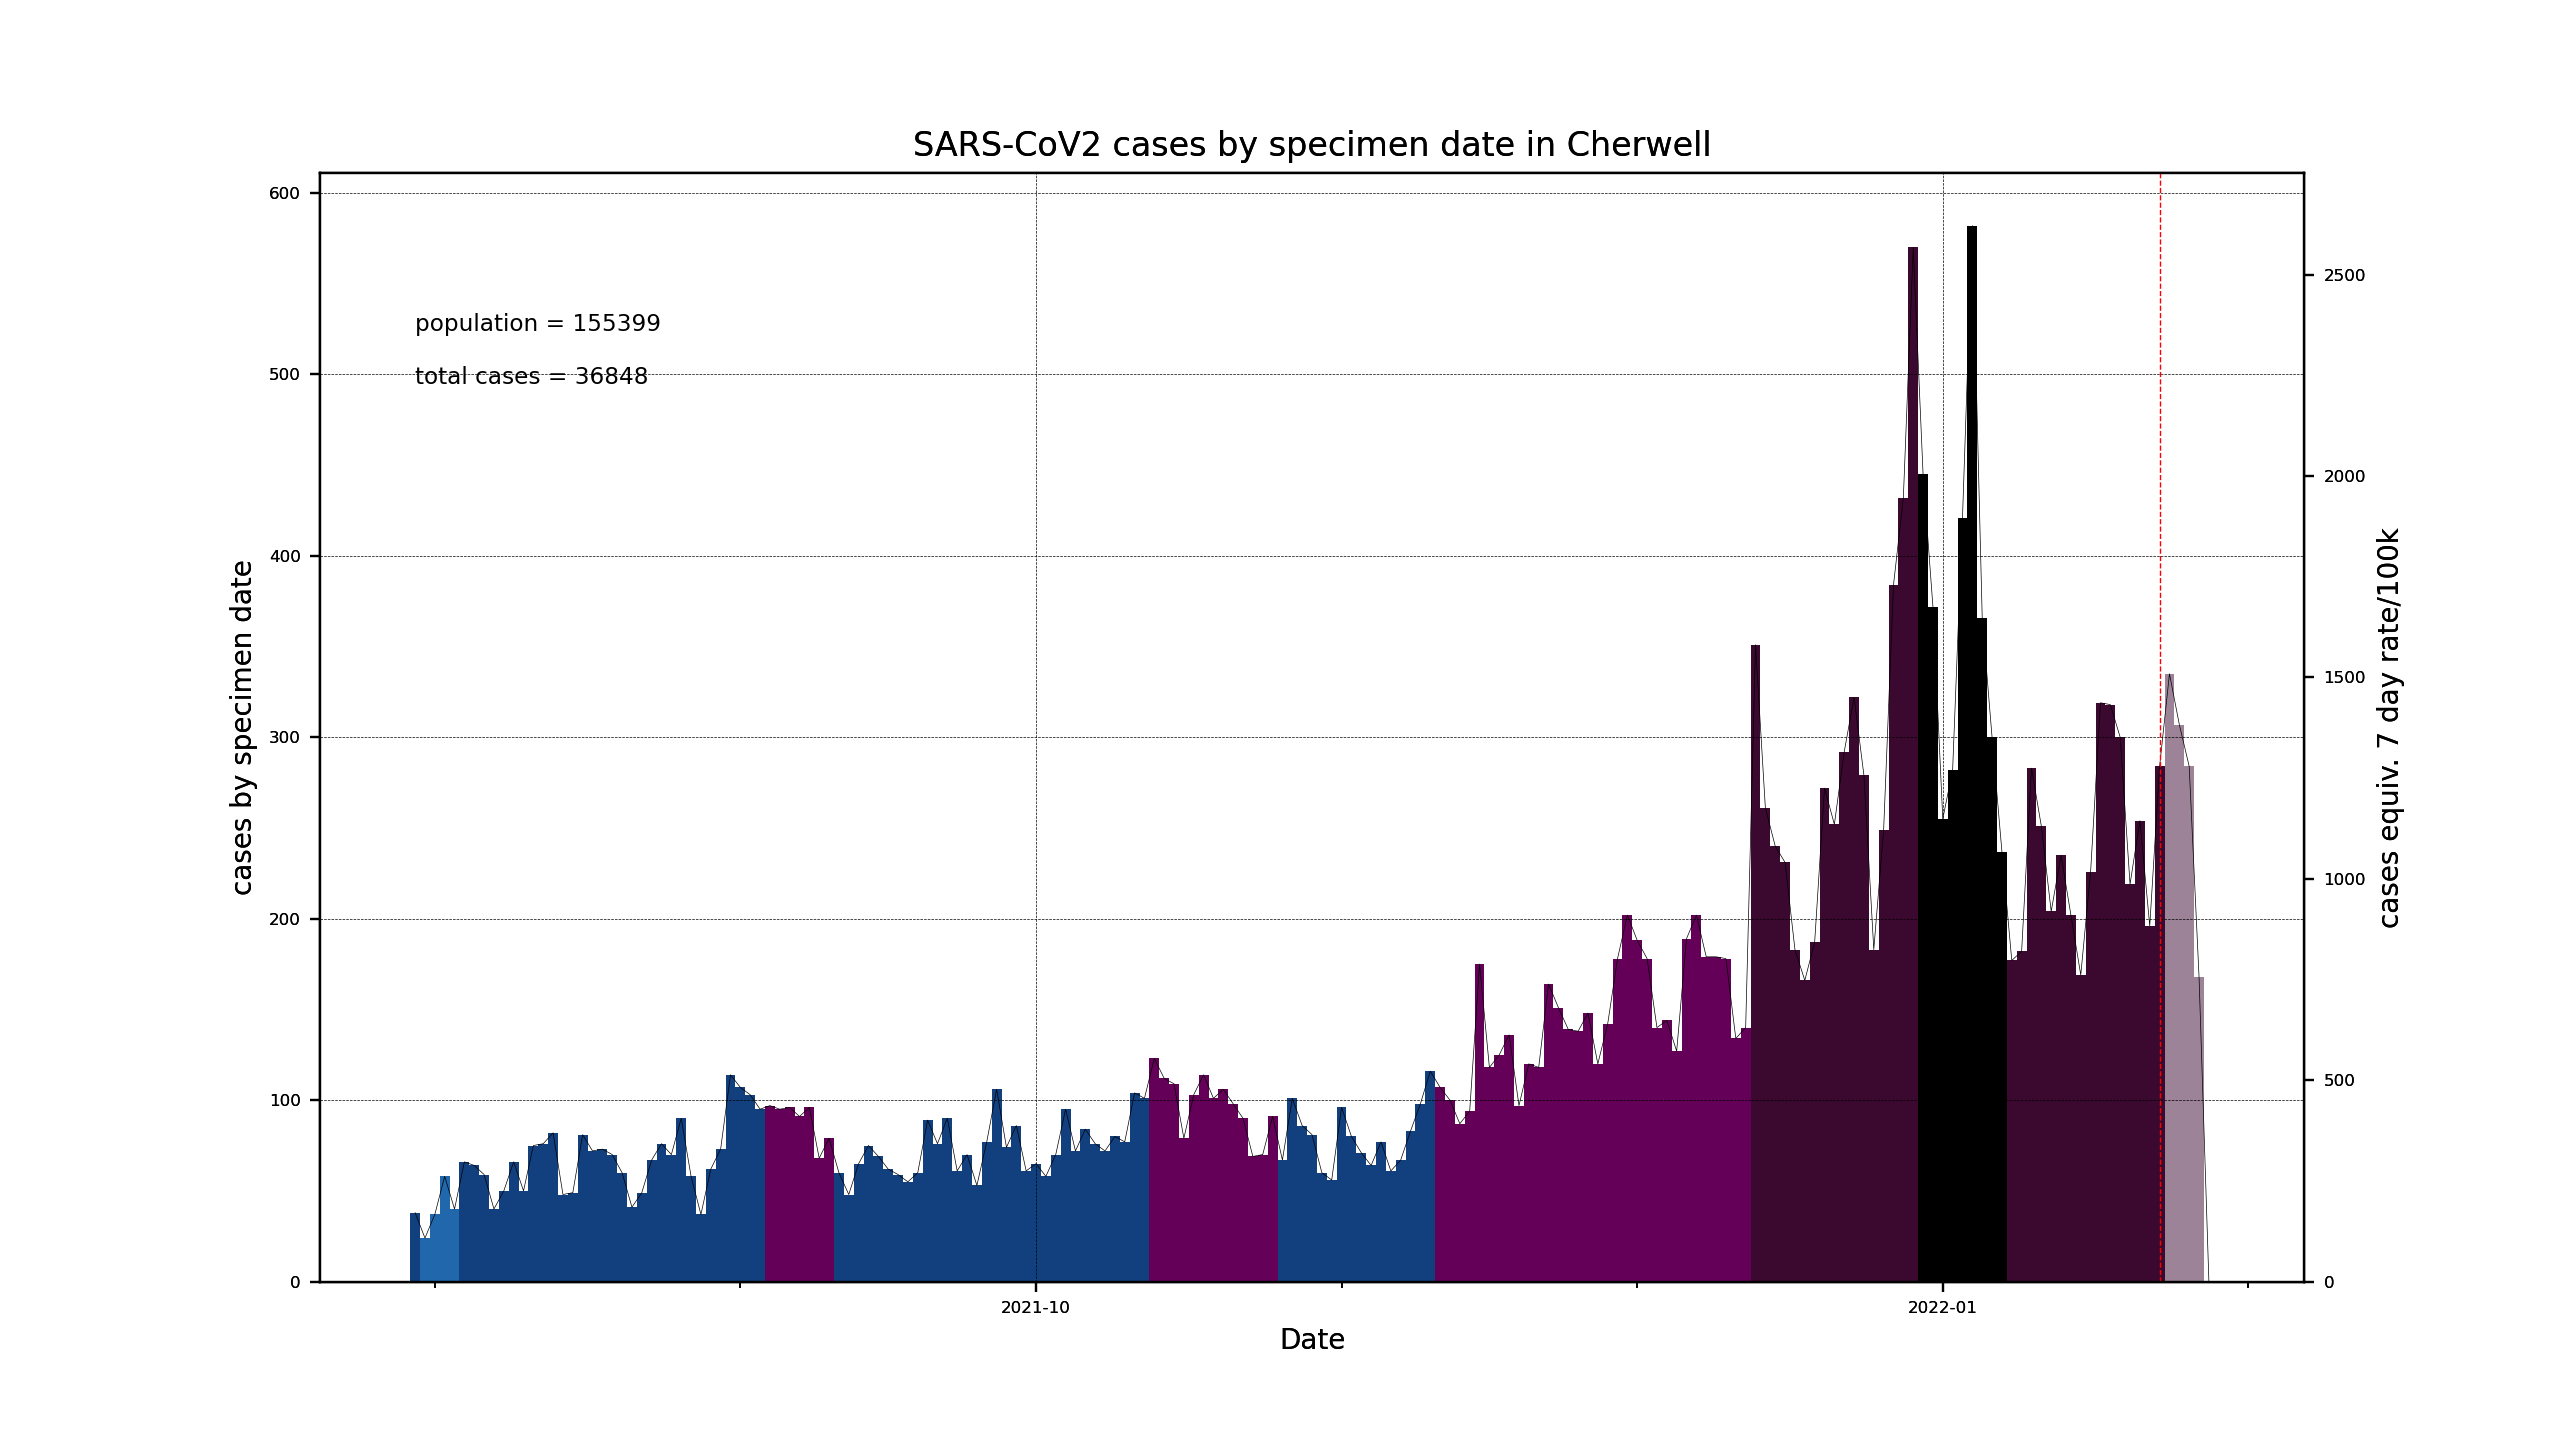 SARS-CoV2 cases by specimen date in Cherwell
600
500
400
300
200
100
0
cases by specimen date
population = 155399
total cases = 36848
2500
2000
1500
1000
500
0
cases equiv. 7 day rate/100k
2021-10
2022-01
Date